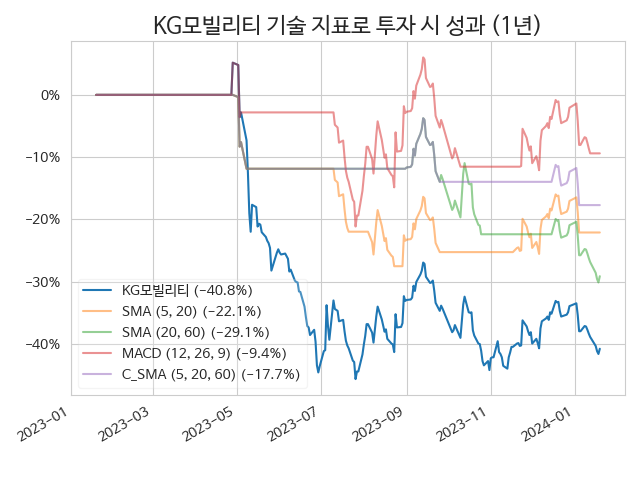 KG모빌리티 기술 지표로 투자 시 성과 (1년)
0%
−10%
−20%
−30%
−40%
KG모빌리티 (−40.8%)
SMA (5, 20) (−22.1%)
SMA (20, 60) (−29.1%)
MACD (12, 26, 9) (−9.4%)
C_SMA (5, 20, 60) (−17.7%)
2023−01
2023−03
2023−05
2023−07
2023−09
2023−11
2024−01